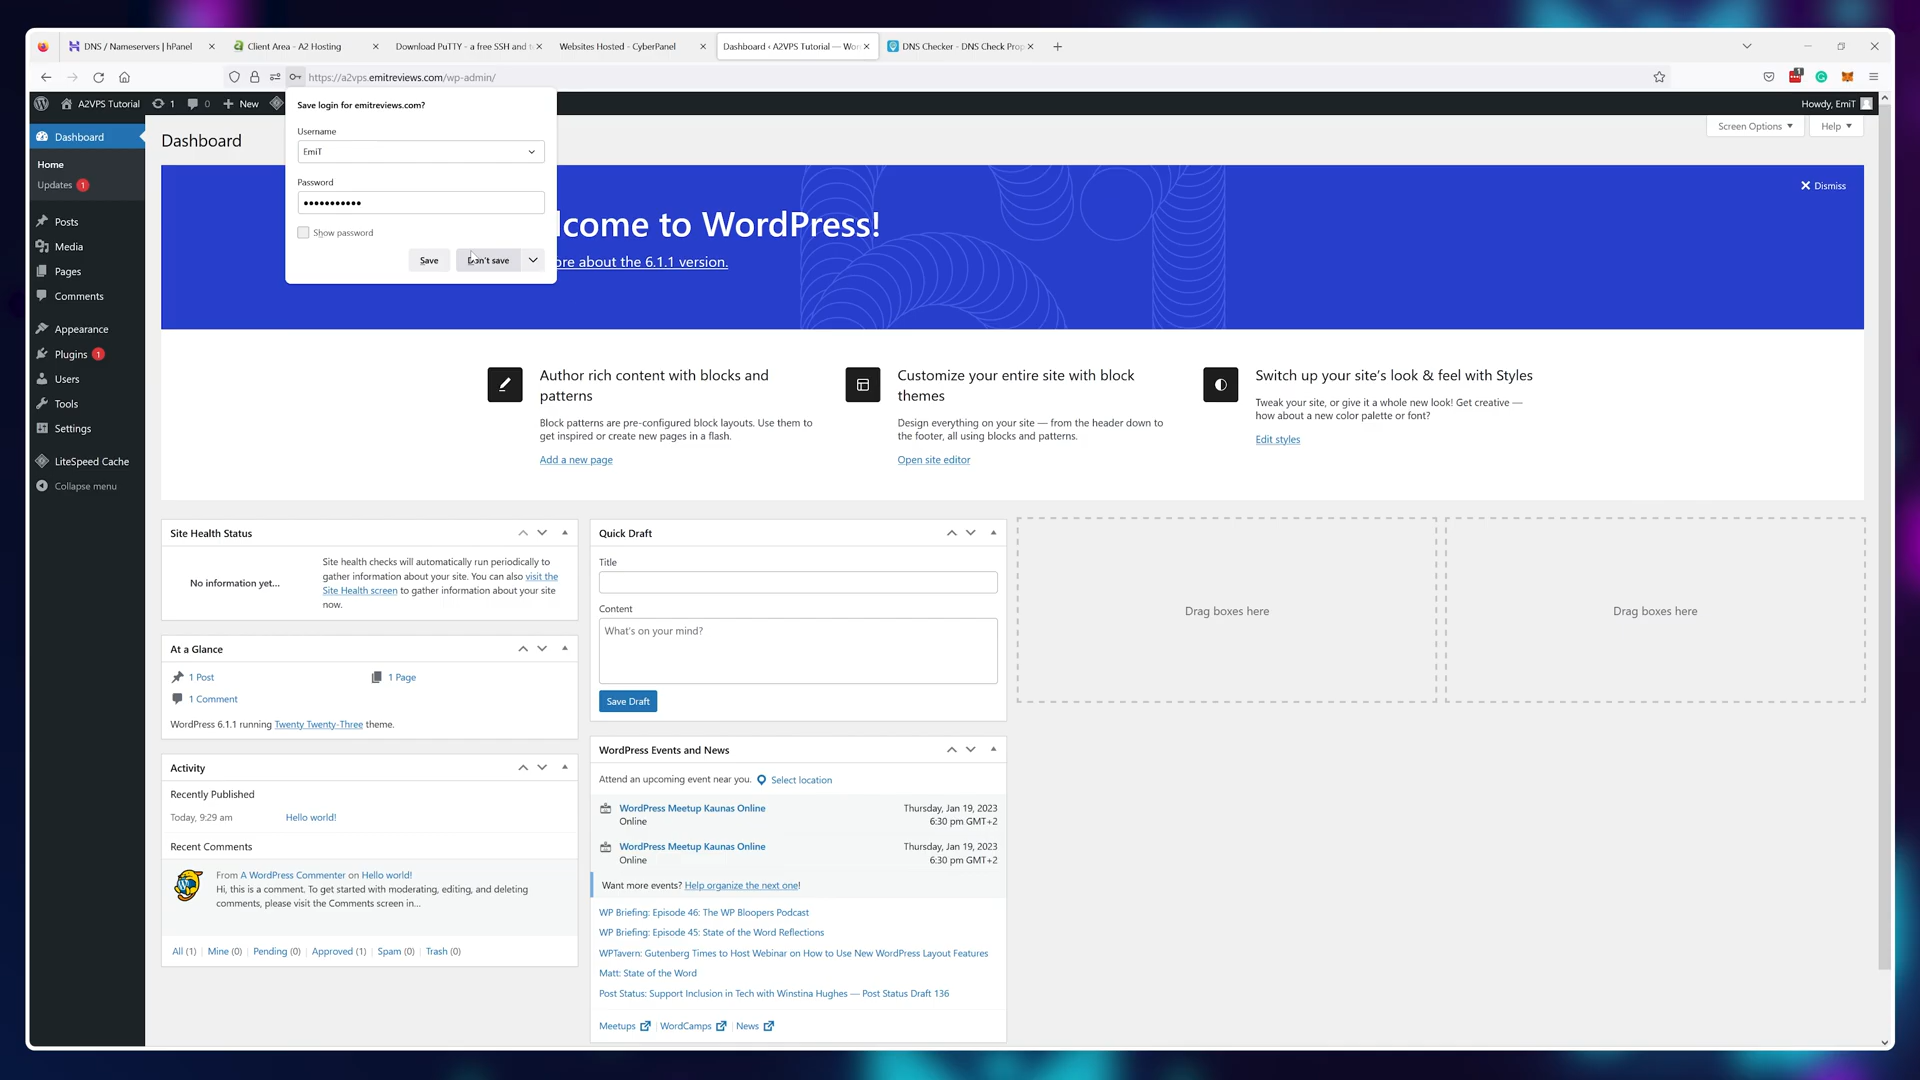 DNS / Nameservers | hPanel
Client Area - A2 Hosting
Download PuTTY - a free SSH and t
Websites Hosted - CyberPanel
Dashboard ‹ A2VPS Tutorial — Wor
DNS Checker - DNS Check Prop
https://a2vps.emitreviews.com/wp-admin/
1
A2VPS Tutorial
1
0
New
Howdy, EmiT
Save login for emitreviews.com?
Username
EmiT
Password
•••••••••••
Show password
Save
Don't save
Dashboard
Home
Updates 1
Posts
Media
Pages
Comments
Appearance
Plugins 1
Users
Tools
Settings
LiteSpeed Cache
Collapse menu
Dashboard
Screen Options
Help
Dismiss
lcome to WordPress!
ore about the 6.1.1 version.
Author rich content with blocks and
patterns
Block patterns are pre-configured block layouts. Use them to
get inspired or create new pages in a flash.
Add a new page
Customize your entire site with block
themes
Design everything on your site — from the header down to
the footer, all using blocks and patterns.
Open site editor
Switch up your site's look & feel with Styles
Tweak your site, or give it a whole new look! Get creative —
how about a new color palette or font?
Edit styles
Site Health Status
No information yet...
Site health checks will automatically run periodically to
gather information about your site. You can also visit the
Site Health screen to gather information about your site
now.
At a Glance
1 Post
1 Page
1 Comment
WordPress 6.1.1 running Twenty Twenty-Three theme.
Activity
Recently Published
Today, 9:29 am
Hello world!
Recent Comments
From A WordPress Commenter on Hello world!
Hi, this is a comment. To get started with moderating, editing, and deleting
comments, please visit the Comments screen in...
All (1) | Mine (0) | Pending (0) | Approved (1) | Spam (0) | Trash (0)
Quick Draft
Title
Content
What's on your mind?
Save Draft
WordPress Events and News
Attend an upcoming event near you. Select location
WordPress Meetup Kaunas Online
Online
Thursday, Jan 19, 2023
6:30 pm GMT+2
WordPress Meetup Kaunas Online
Online
Thursday, Jan 19, 2023
6:30 pm GMT+2
Want more events? Help organize the next one!
WP Briefing: Episode 46: The WP Bloopers Podcast
WP Briefing: Episode 45: State of the Word Reflections
WPTavern: Gutenberg Times to Host Webinar on How to Use New WordPress Layout Features
Matt: State of the Word
Post Status: Support Inclusion in Tech with Winstina Hughes — Post Status Draft 136
Meetups | WordCamps | News
Drag boxes here
Drag boxes here